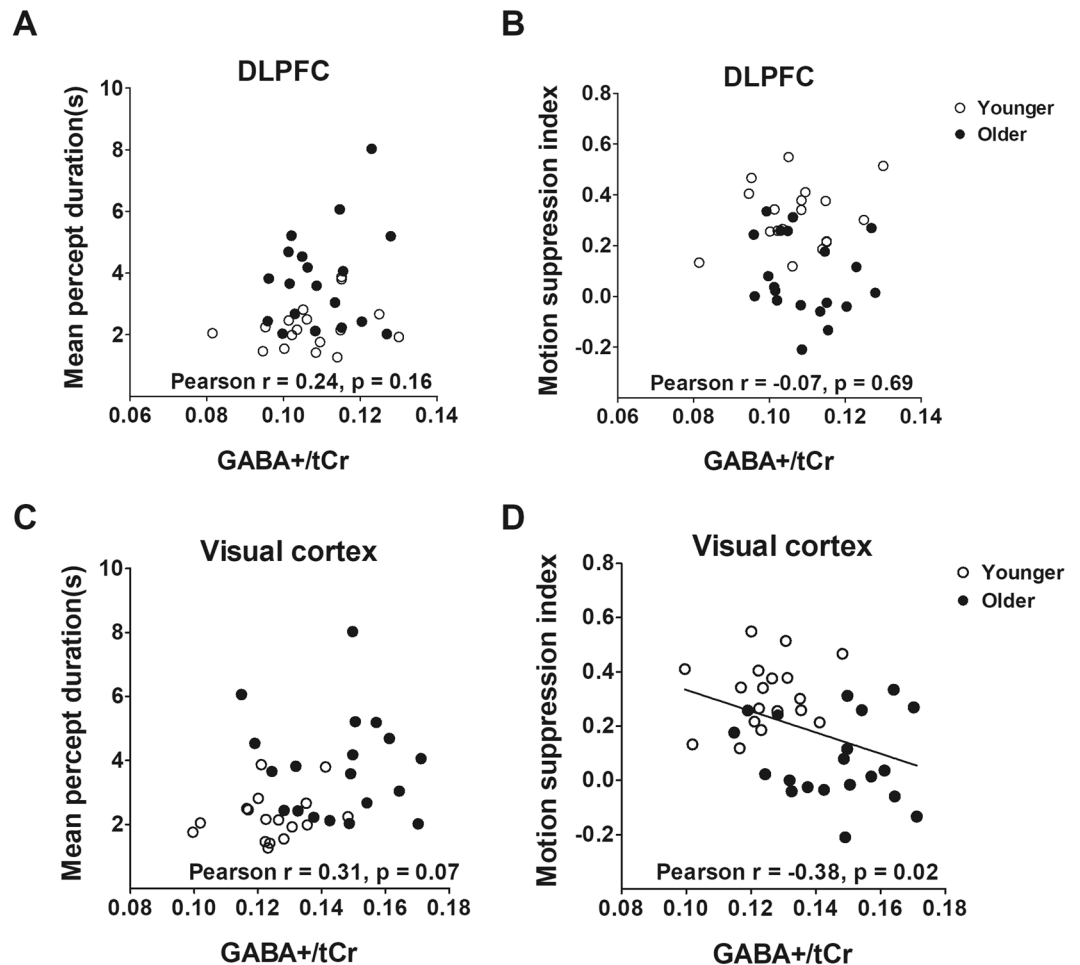 A
DLPFC
Mean percept duration(s)
10
8
6
4
2
Pearson r = 0.24, p = 0.16
0.06 0.08 0.10 0.12 0.14
GABA+/tCr
B
DLPFC
Motion suppression index
0.8
0.6
0.4
0.2
0.0
-0.2
Pearson r = -0.07, p = 0.69
0.06 0.08 0.10 0.12 0.14
GABA+/tCr
Younger
Older
C
Visual cortex
Mean percept duration(s)
10
8
6
4
2
Pearson r = 0.31, p = 0.07
0.08 0.10 0.12 0.14 0.16 0.18
GABA+/tCr
D
Visual cortex
Motion suppression index
0.8
0.6
0.4
0.2
0.0
-0.2
Pearson r = -0.38, p = 0.02
0.08 0.10 0.12 0.14 0.16 0.18
GABA+/tCr
Younger
Older